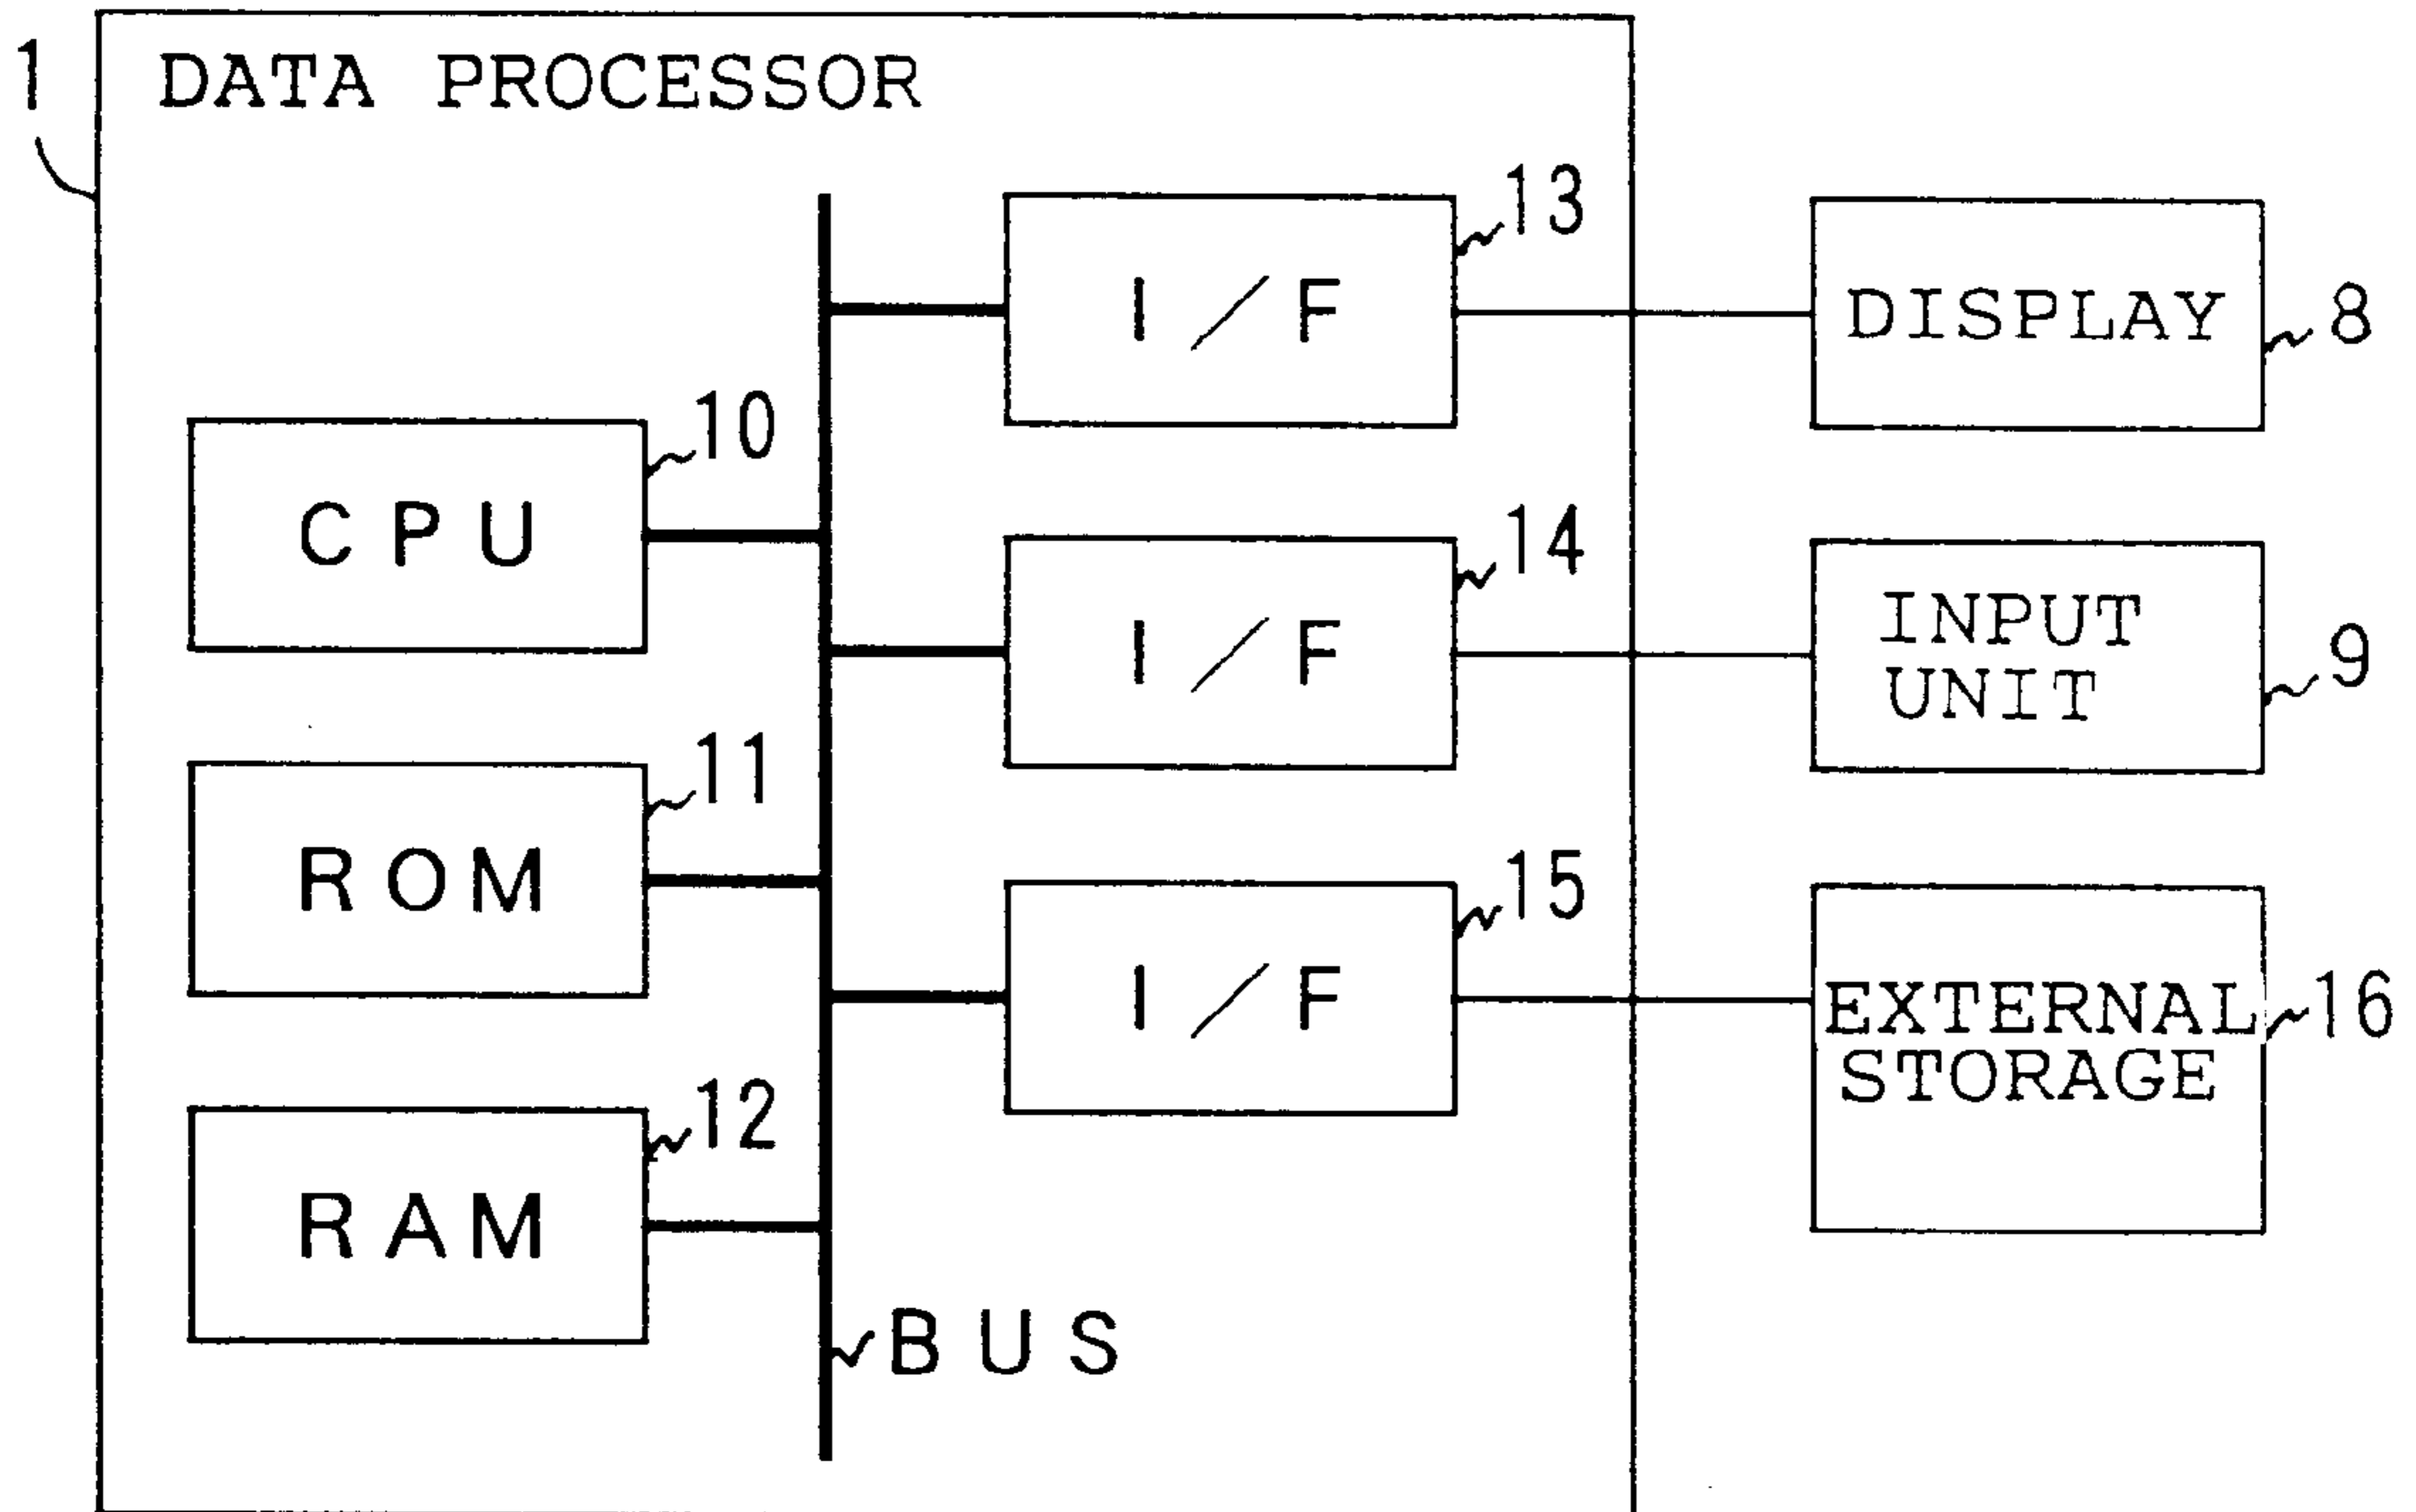 1
DATA PROCESSOR
13
I/F
DISPLAY
8
10
CPU
14
I/F
INPUT
UNIT
9
11
ROM
15
I/F
EXTERNAL
STORAGE
16
12
RAM
BUS